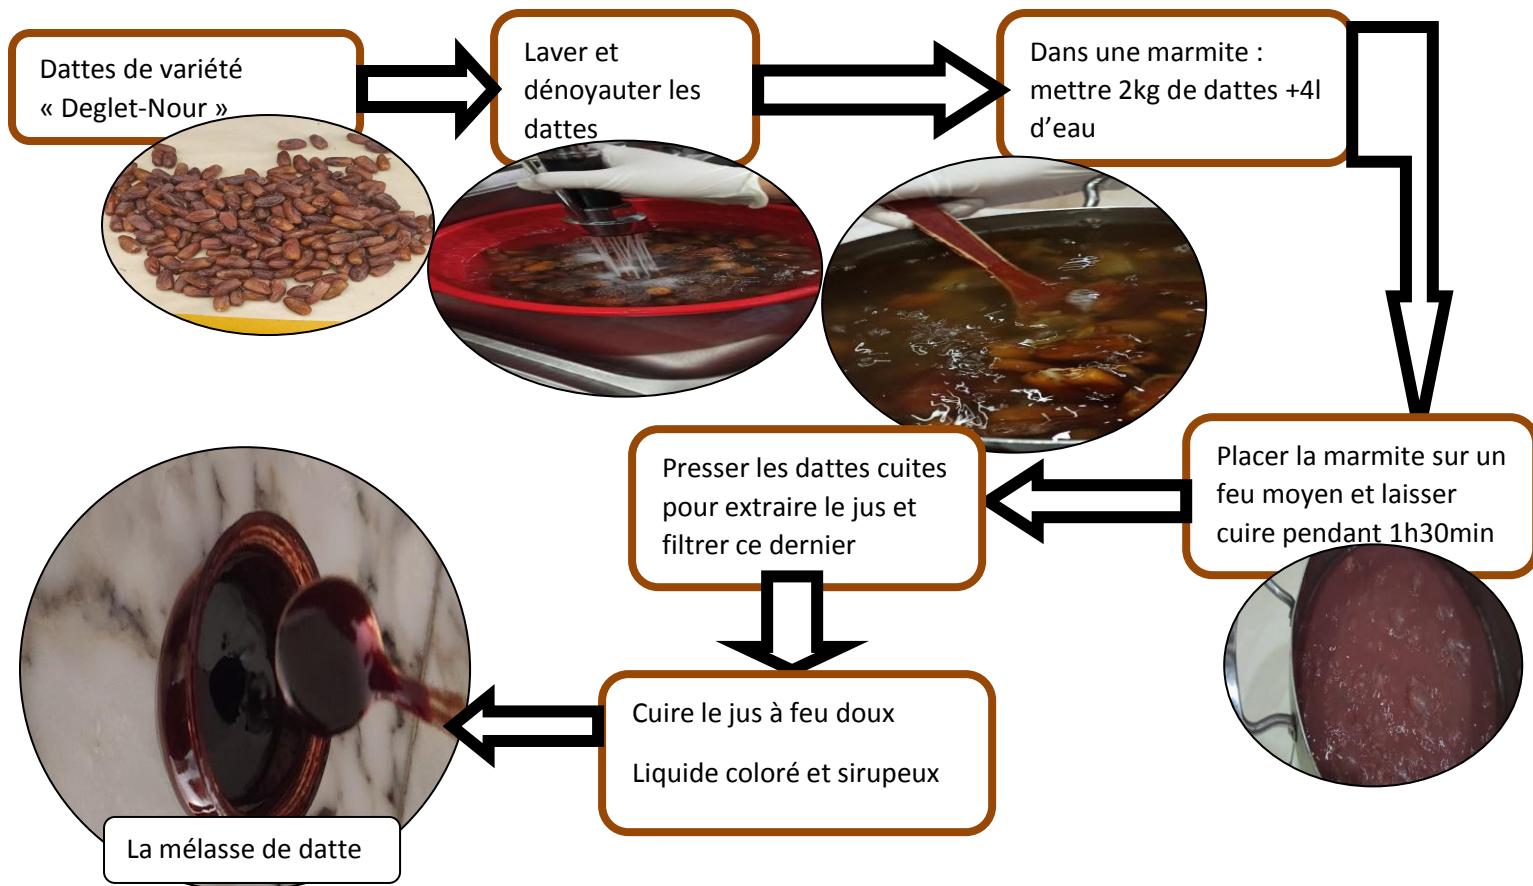 Dattes de variété
« Deglet-Nour »
Laver et
dénoyauter les
dattes
Dans une marmite :
mettre 2kg de dattes +4l
d’eau
Placer la marmite sur un
feu moyen et laisser
cuire pendant 1h30min
Presser les dattes cuites
pour extraire le jus et
filtrer ce dernier
Cuire le jus à feu doux
Liquide coloré et sirupeux
La mélasse de datte